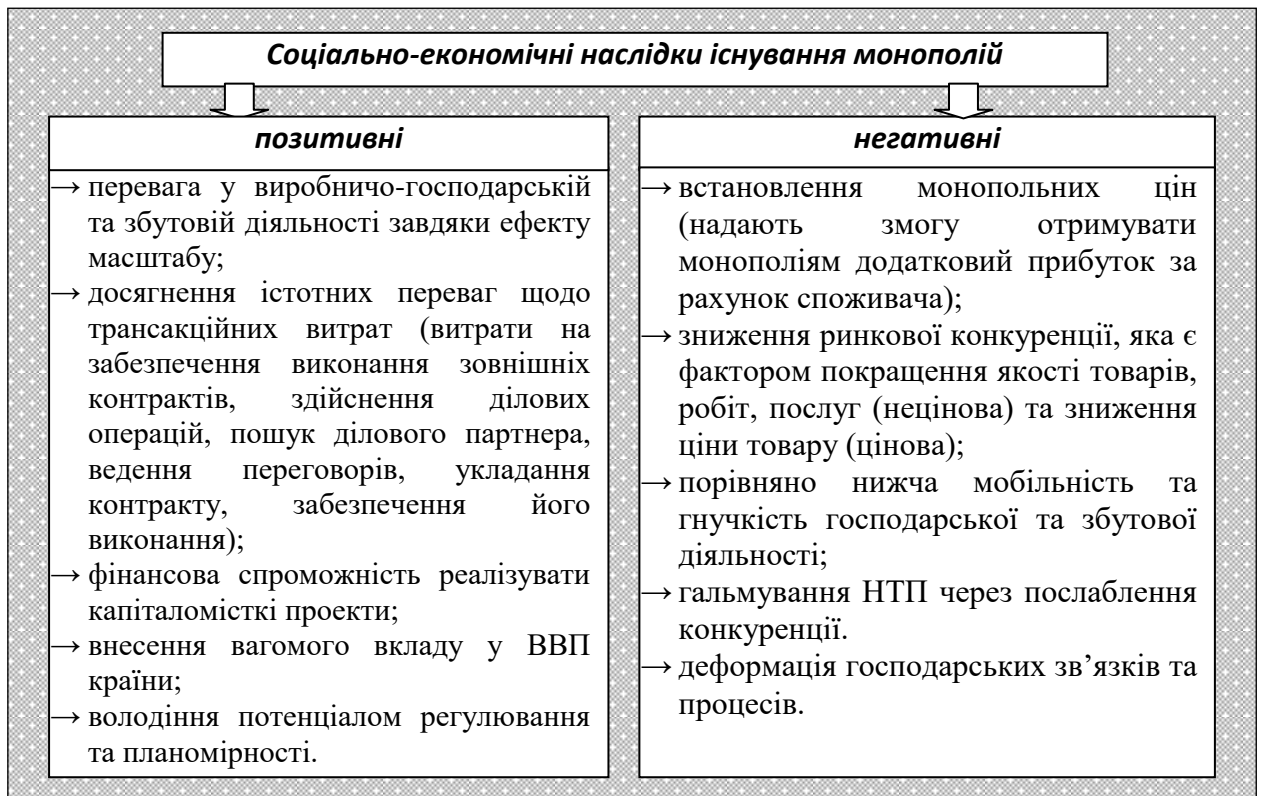 Соціально-економічні наслідки існування монополій
позитивні
→ перевага у виробничо-господарській
та збутовій діяльності завдяки ефекту
масштабу;
→ досягнення істотних переваг щодо
трансакційних витрат (витрати на
забезпечення виконання зовнішніх
контрактів, здійснення ділових
операцій, пошук ділового партнера,
ведення переговорів, укладання
контракту, забезпечення його
виконання);
→ фінансова спроможність реалізувати
капіталомісткі проекти;
→ внесення вагомого вкладу у ВВП
країни;
→ володіння потенціалом регулювання
та планомірності.
негативні
→ встановлення монопольних цін
(надають змогу отримувати
монополіям додатковий прибуток за
рахунок споживача);
→ зниження ринкової конкуренції, яка є
фактором покращення якості товарів,
робіт, послуг (нецінова) та зниження
ціни товару (цінова);
→ порівняно нижча мобільність та
гнучкість господарської та збутової
діяльності;
→ гальмування НТП через послаблення
конкуренції.
→ деформація господарських зв’язків та
процесів.